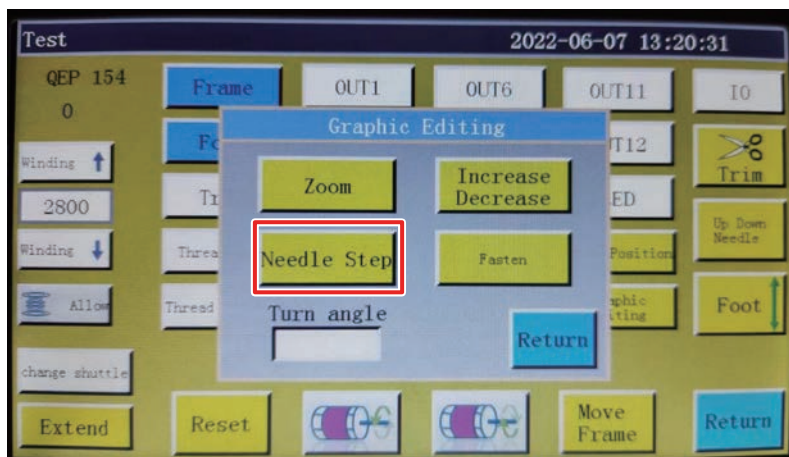 Test
2022-06-07 13:20:31
QEP 154
0
Frame
OUT1
OUT6
OUT11
IO
Graphic Editing
T12
Winding
Zoom
Increase
Decrease
Trim
2800
ED
Up Down
Needle
Winding
Needle Step
Fasten
Position
Allow
Thread
Turn angle
Foot
Return
change shuttle
Extend
Reset
Move
Frame
Return